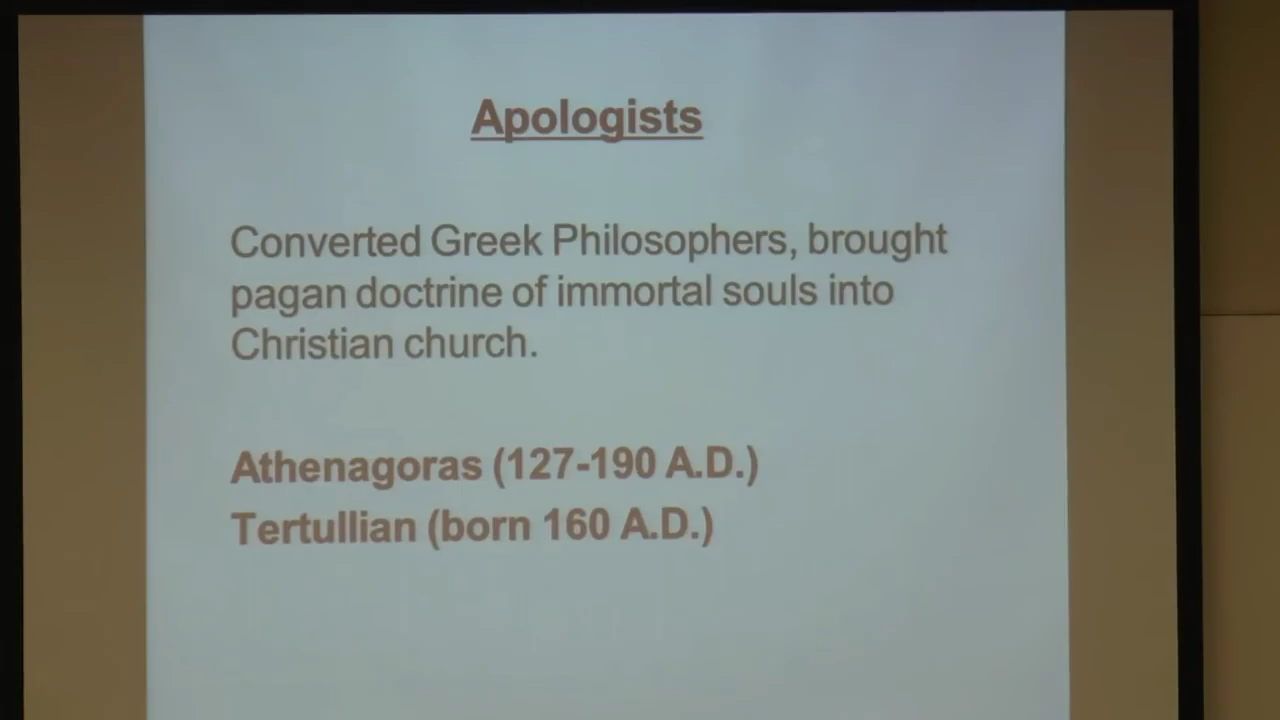 Apologists
Converted Greek Philosophers, brought
pagan doctrine of immortal souls into
Christian church.
Athenagoras (127-190 A.D.)
Tertullian (born 160 A.D.)